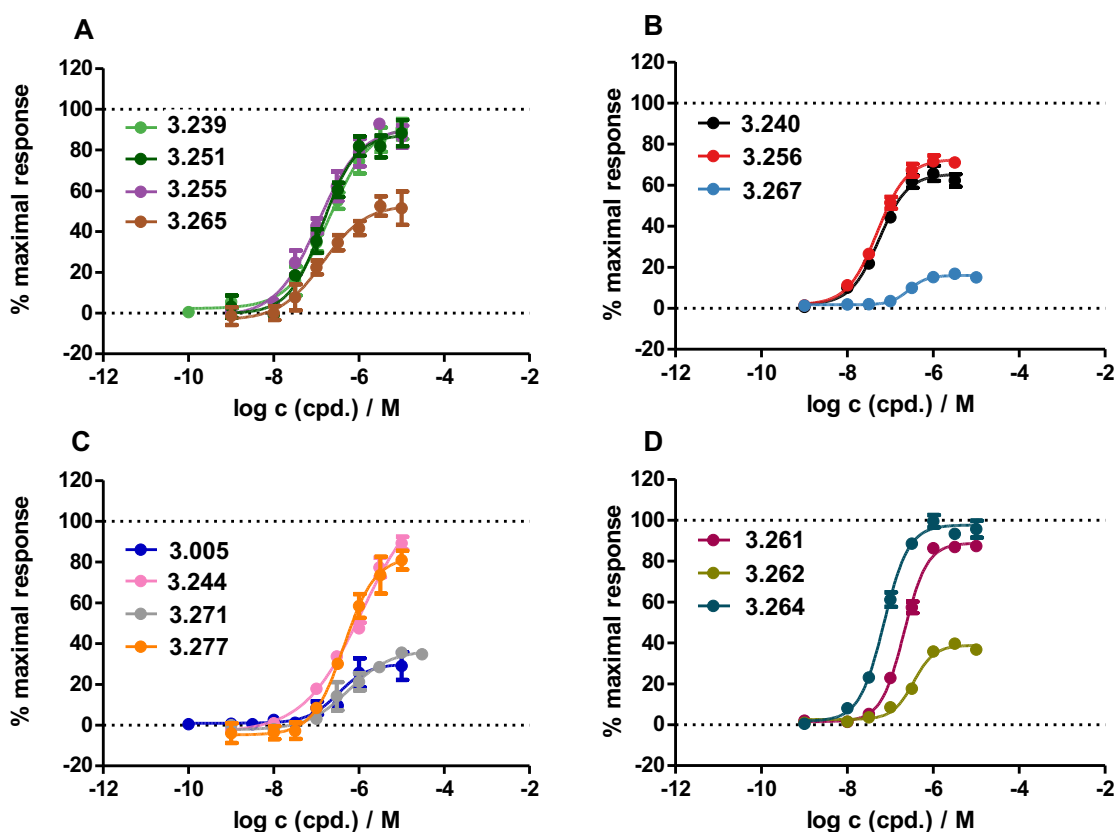 A
% maximal response
120
100
80
60
40
20
0
-20
3.239
3.251
3.255
3.265
-12 -10 -8 -6 -4 -2
log c (cpd.) / M
B
% maximal response
120
100
80
60
40
20
0
-20
3.240
3.256
3.267
-12 -10 -8 -6 -4 -2
log c (cpd.) / M
C
% maximal response
120
100
80
60
40
20
0
-20
3.005
3.244
3.271
3.277
-12 -10 -8 -6 -4 -2
log c (cpd.) / M
D
% maximal response
120
100
80
60
40
20
0
-20
3.261
3.262
3.264
-12 -10 -8 -6 -4 -2
log c (cpd.) / M